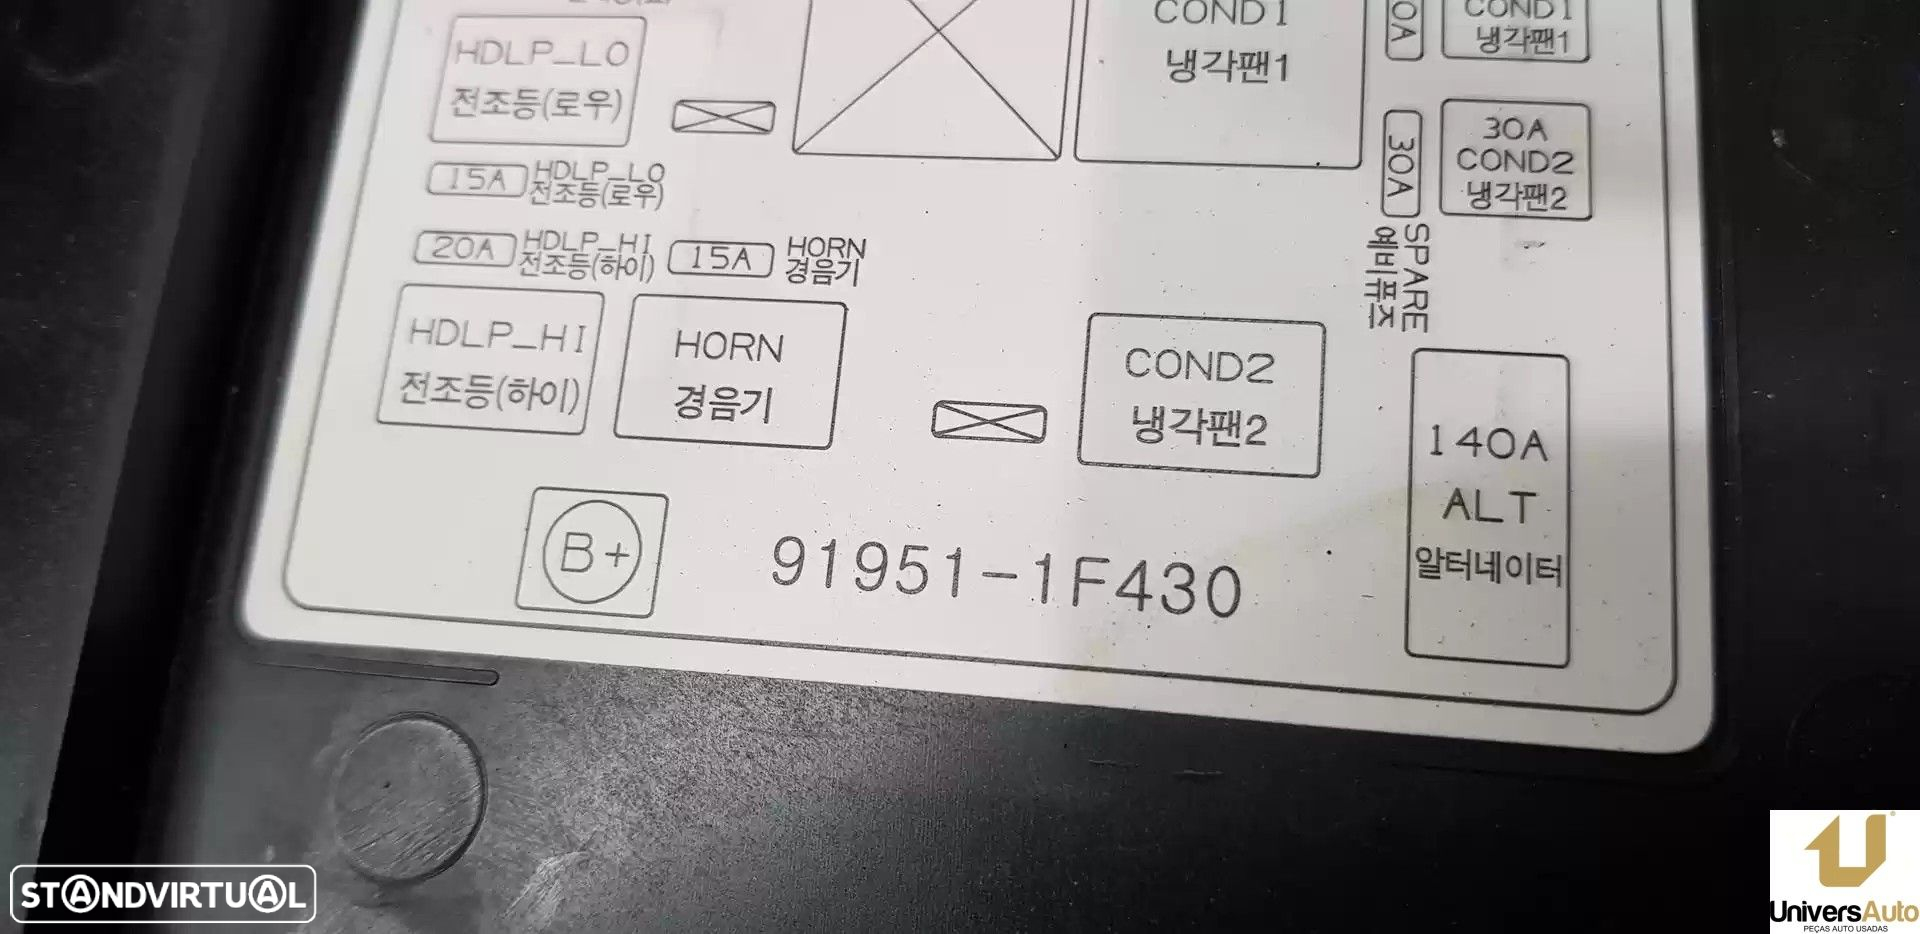 HDLP_LO
전조등(로우)
COND1
냉각팬1
COND1
냉각팬1
30A
30A
COND2
냉각팬2
15A
HDLP_LO
전조등(로우)
20A
HDLP_HI
전조등(하이)
15A
HORN
경음기
SPARE
예비퓨즈
HDLP_HI
전조등(하이)
HORN
경음기
COND2
냉각팬2
140A
ALT
알터네이터
B+
91951-1F430
STANDVIRTUAL
UniversAuto
PEÇAS AUTO USADAS